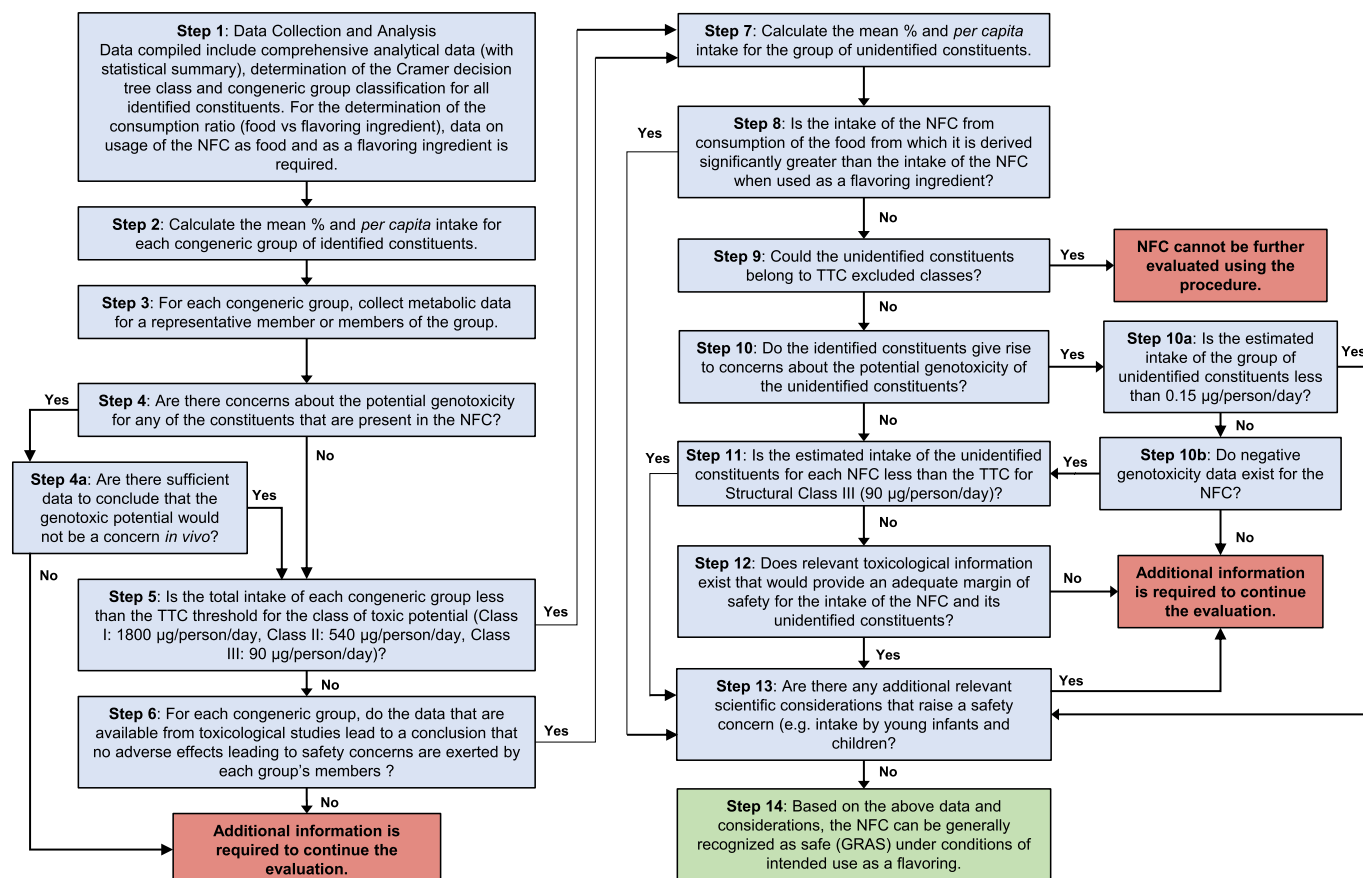 Step 1: Data Collection and Analysis
Data compiled include comprehensive analytical data (with
statistical summary), determination of the Cramer decision
tree class and congeneric group classification for all
identified constituents. For the determination of the
consumption ratio (food vs flavoring ingredient), data on
usage of the NFC as food and as a flavoring ingredient is
required.
Step 2: Calculate the mean % and per capita intake for
each congeneric group of identified constituents.
Step 3: For each congeneric group, collect metabolic data
for a representative member or members of the group.
Yes
Step 4: Are there concerns about the potential genotoxicity
for any of the constituents that are present in the NFC?
No
Step 4a: Are there sufficient
data to conclude that the
genotoxic potential would
not be a concern in vivo?
Yes
No
Step 5: Is the total intake of each congeneric group less
than the TTC threshold for the class of toxic potential (Class
I: 1800 µg/person/day, Class II: 540 µg/person/day, Class
III: 90 µg/person/day)?
Yes
No
Step 6: For each congeneric group, do the data that are
available from toxicological studies lead to a conclusion that
no adverse effects leading to safety concerns are exerted by
each group's members ?
Yes
No
Additional information is
required to continue the
evaluation.
Step 7: Calculate the mean % and per capita
intake for the group of unidentified constituents.
Yes
Step 8: Is the intake of the NFC from
consumption of the food from which it is derived
significantly greater than the intake of the NFC
when used as a flavoring ingredient?
No
Step 9: Could the unidentified constituents
belong to TTC excluded classes?
Yes
NFC cannot be further
evaluated using the
procedure.
No
Step 10: Do the identified constituents give rise
to concerns about the potential genotoxicity of
the unidentified constituents?
Yes
Step 10a: Is the estimated
intake of the group of
unidentified constituents less
than 0.15 µg/person/day?
Yes
No
No
Yes
Step 11: Is the estimated intake of the unidentified
constituents for each NFC less than the TTC for
Structural Class III (90 µg/person/day)?
Yes
Step 10b: Do negative
genotoxicity data exist for the
NFC?
No
No
Step 12: Does relevant toxicological information
exist that would provide an adequate margin of
safety for the intake of the NFC and its
unidentified constituents?
No
Additional information
is required to continue
the evaluation.
Yes
Step 13: Are there any additional relevant
scientific considerations that raise a safety
concern (e.g. intake by young infants and
children?
Yes
No
Step 14: Based on the above data and
considerations, the NFC can be generally
recognized as safe (GRAS) under conditions of
intended use as a flavoring.